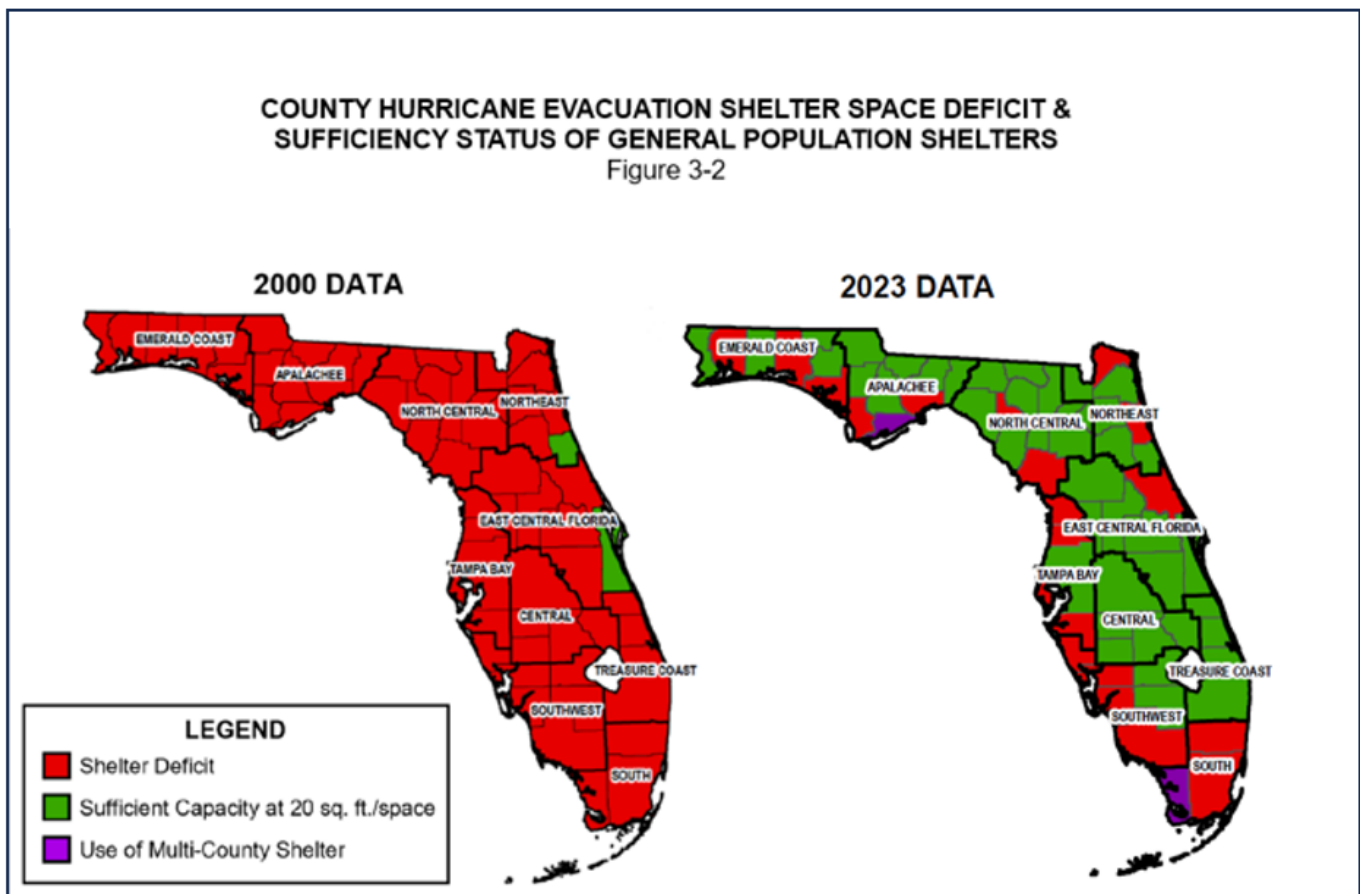 COUNTY HURRICANE EVACUATION SHELTER SPACE DEFICIT &
SUFFICIENCY STATUS OF GENERAL POPULATION SHELTERS
Figure 3-2
2000 DATA
EMERALD COAST
APALACHEE
NORTH CENTRAL
NORTHEAST
EAST CENTRAL FLORIDA
TAMPA BAY
CENTRAL
TREASURE COAST
SOUTHWEST
SOUTH
2023 DATA
EMERALD COAST
APALACHEE
NORTH CENTRAL
NORTHEAST
EAST CENTRAL FLORIDA
TAMPA BAY
CENTRAL
TREASURE COAST
SOUTHWEST
SOUTH
LEGEND
Shelter Deficit
Sufficient Capacity at 20 sq. ft./space
Use of Multi-County Shelter